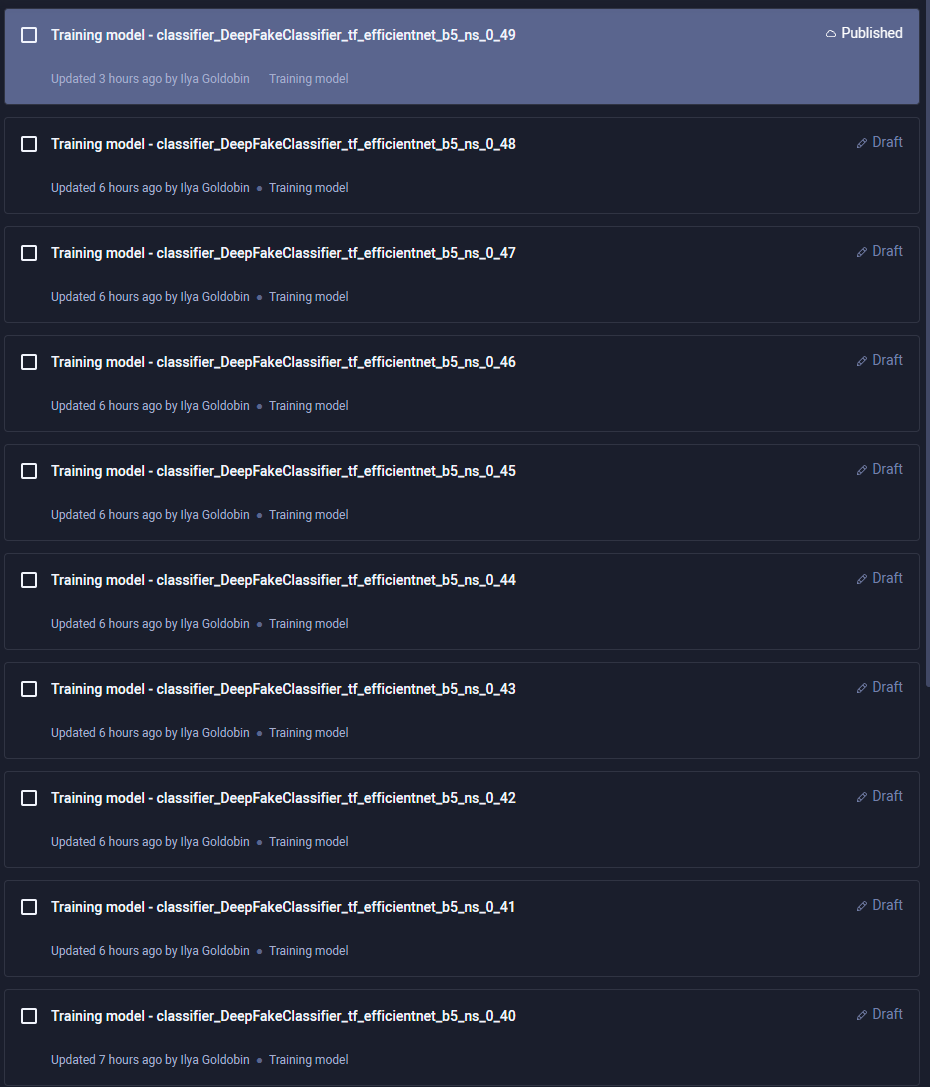 Training model - classifier_DeepFakeClassifier_tf_efficientnet_b5_ns_0_49 Published
Updated 3 hours ago by Ilya Goldobin Training model
Training model - classifier_DeepFakeClassifier_tf_efficientnet_b5_ns_0_48 Draft
Updated 6 hours ago by Ilya Goldobin • Training model
Training model - classifier_DeepFakeClassifier_tf_efficientnet_b5_ns_0_47 Draft
Updated 6 hours ago by Ilya Goldobin • Training model
Training model - classifier_DeepFakeClassifier_tf_efficientnet_b5_ns_0_46 Draft
Updated 6 hours ago by Ilya Goldobin • Training model
Training model - classifier_DeepFakeClassifier_tf_efficientnet_b5_ns_0_45 Draft
Updated 6 hours ago by Ilya Goldobin • Training model
Training model - classifier_DeepFakeClassifier_tf_efficientnet_b5_ns_0_44 Draft
Updated 6 hours ago by Ilya Goldobin • Training model
Training model - classifier_DeepFakeClassifier_tf_efficientnet_b5_ns_0_43 Draft
Updated 6 hours ago by Ilya Goldobin • Training model
Training model - classifier_DeepFakeClassifier_tf_efficientnet_b5_ns_0_42 Draft
Updated 6 hours ago by Ilya Goldobin • Training model
Training model - classifier_DeepFakeClassifier_tf_efficientnet_b5_ns_0_41 Draft
Updated 6 hours ago by Ilya Goldobin • Training model
Training model - classifier_DeepFakeClassifier_tf_efficientnet_b5_ns_0_40 Draft
Updated 7 hours ago by Ilya Goldobin • Training model